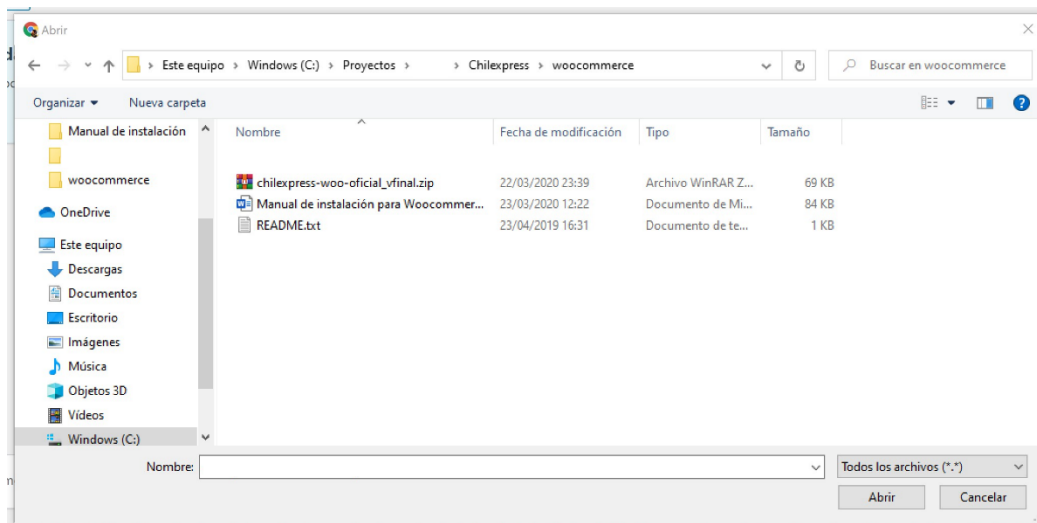 Abrir
Este equipo > Windows (C:) > Proyectos > > Chilexpress > woocommerce
Buscar en woocommerce
Organizar
Nueva carpeta
Manual de instalación
woocommerce
OneDrive
Este equipo
Descargas
Documentos
Escritorio
Imágenes
Música
Objetos 3D
Vídeos
Windows (C:)
Nombre Fecha de modificación Tipo Tamaño
chilexpress-woo-oficial_vfinal.zip 22/03/2020 23:39 Archivo WinRAR Z... 69 KB
Manual de instalación para Woocommer... 23/03/2020 12:22 Documento de Mi... 84 KB
README.txt 23/04/2019 16:31 Documento de te... 1 KB
Nombre:
Todos los archivos (*.*)
Abrir Cancelar